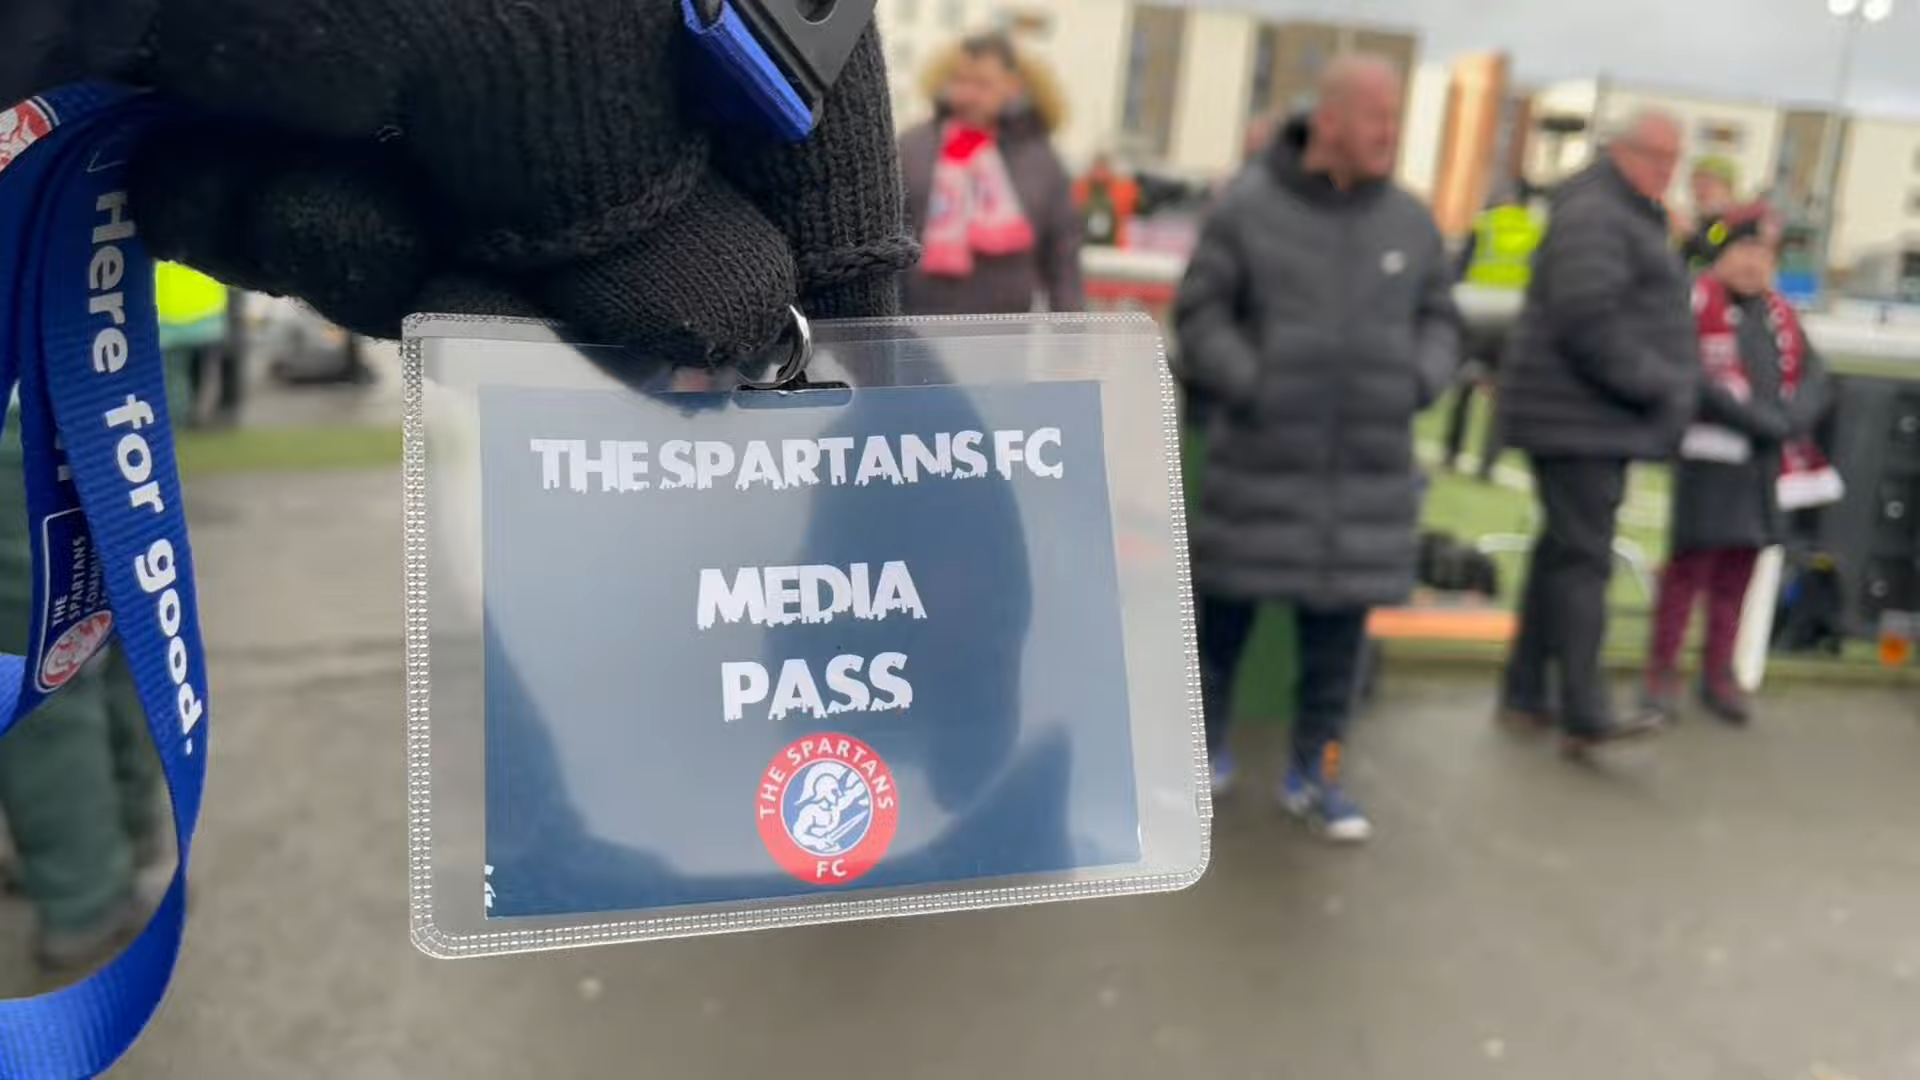 Here for good.
THE
SPARTANS
THE SPARTANS FC
MEDIA
PASS
THE SPARTANS
FC